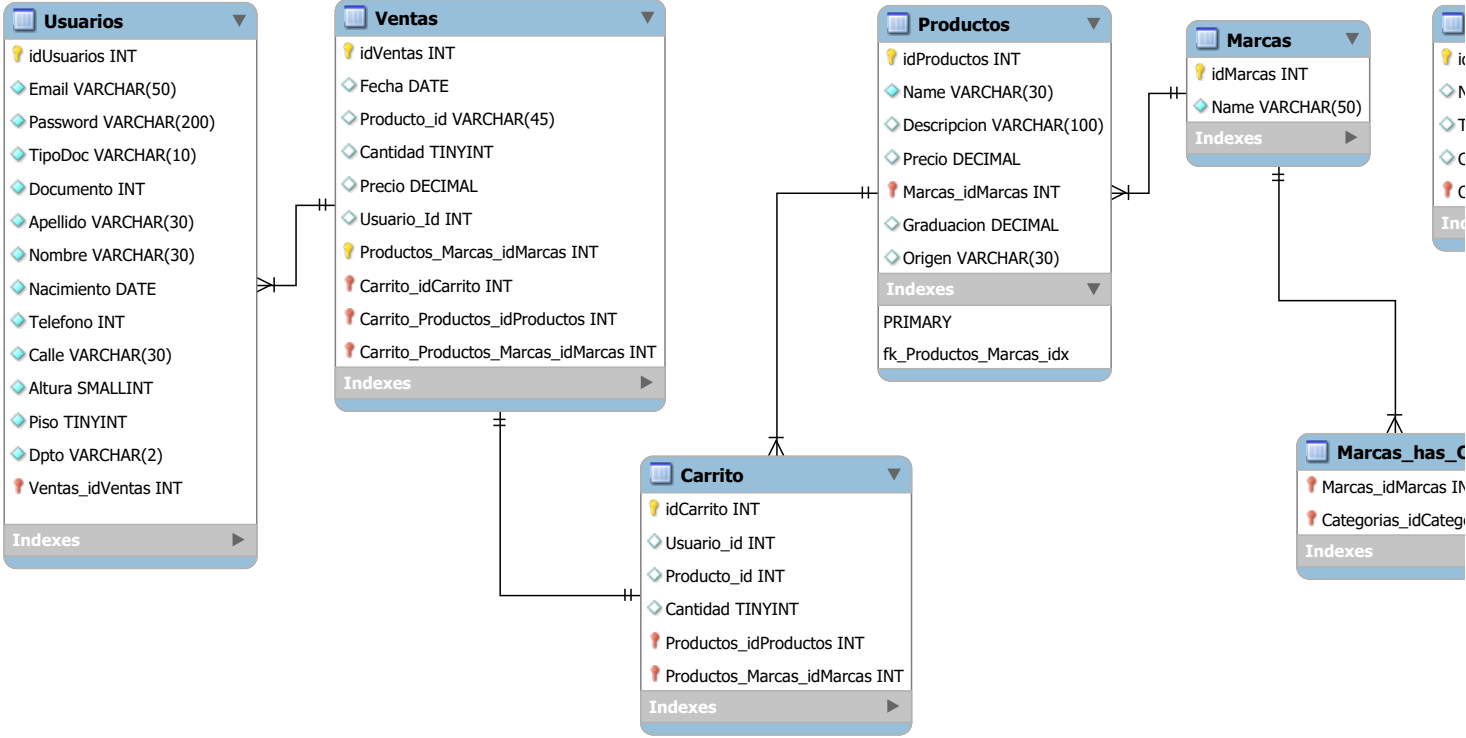 Usuarios
idUsuarios INT
Email VARCHAR(50)
Password VARCHAR(200)
TipoDoc VARCHAR(10)
Documento INT
Apellido VARCHAR(30)
Nombre VARCHAR(30)
Nacimiento DATE
Telefono INT
Calle VARCHAR(30)
Altura SMALLINT
Piso TINYINT
Dpto VARCHAR(2)
Ventas_idVentas INT
Indexes
Ventas
idVentas INT
Fecha DATE
Producto_id VARCHAR(45)
Cantidad TINYINT
Precio DECIMAL
Usuario_Id INT
Productos_Marcas_idMarcas INT
Carrito_idCarrito INT
Carrito_Productos_idProductos INT
Carrito_Productos_Marcas_idMarcas INT
Indexes
Carrito
idCarrito INT
Usuario_id INT
Producto_id INT
Cantidad TINYINT
Productos_idProductos INT
Productos_Marcas_idMarcas INT
Indexes
Productos
idProductos INT
Name VARCHAR(30)
Descripcion VARCHAR(100)
Precio DECIMAL
Marcas_idMarcas INT
Graduacion DECIMAL
Origen VARCHAR(30)
Indexes
PRIMARY
fk_Productos_Marcas_idx
Marcas
idMarcas INT
Name VARCHAR(50)
Indexes
Marcas_has_C
Marcas_idMarcas IN
Categorias_idCateg
Indexes